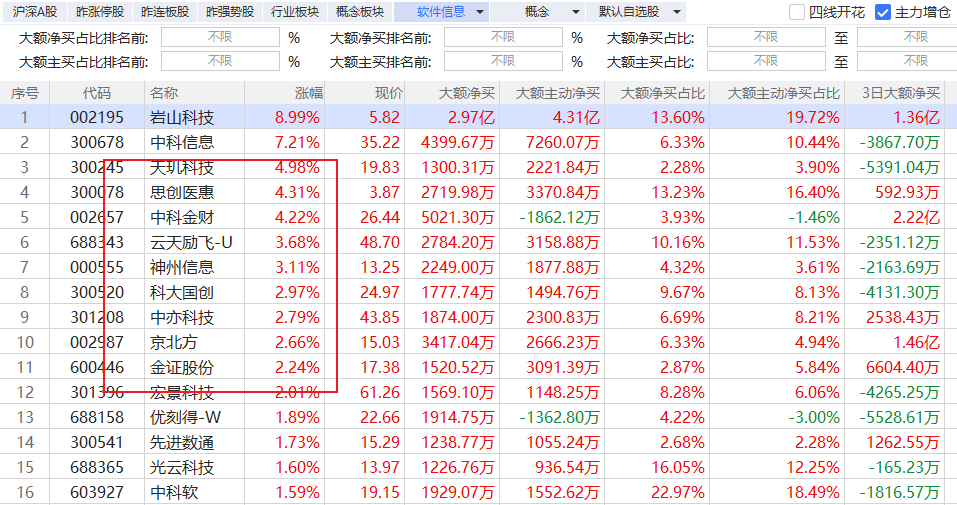 沪深A股 昨涨停股 昨连板股 昨强势股 行业板块 概念板块 软件信息 概念 默认自选股 四线开花 主力增仓
大额净买占比排名前: 不限 % 大额净买排名前: 不限 % 大额净买占比: 不限 至 不限
大额主买占比排名前: 不限 % 大额主买排名前: 不限 % 大额主买占比: 不限 至 不限
序号 代码 名称 涨幅 现价 大额净买 大额主动净买 大额净买占比 大额主动净买占比 3日大额净买
1 002195 岩山科技 8.99% 5.82 2.97亿 4.31亿 13.60% 19.72% 1.36亿
2 300678 中科信息 7.21% 35.22 4399.67万 7260.07万 6.33% 10.44% -3867.70万
3 300245 天玑科技 4.98% 19.83 1300.31万 2221.84万 2.28% 3.90% -5391.04万
4 300078 思创医惠 4.31% 3.87 2719.98万 3370.84万 13.23% 16.40% 592.93万
5 002657 中科金财 4.22% 26.44 5021.30万 -1862.12万 3.93% -1.46% 2.22亿
6 688343 云天励飞-U 3.68% 48.70 2784.20万 3158.88万 10.16% 11.53% -2351.12万
7 000555 神州信息 3.11% 13.25 2249.00万 1877.88万 4.32% 3.61% -2163.69万
8 300520 科大国创 2.97% 24.97 1777.74万 1494.76万 9.67% 8.13% -4131.30万
9 301208 中亦科技 2.79% 43.85 1874.00万 2300.83万 6.69% 8.21% 2538.43万
10 002987 京北方 2.66% 15.03 3417.04万 2666.23万 6.33% 4.94% 1.46亿
11 600446 金证股份 2.24% 17.38 1520.52万 3091.39万 2.87% 5.84% 6604.40万
12 301396 宏景科技 2.01% 61.26 1569.10万 1148.25万 8.28% 6.06% -4265.25万
13 688158 优刻得-W 1.89% 22.66 1914.75万 -1362.80万 4.22% -3.00% -5528.61万
14 300541 先进数通 1.73% 15.29 1238.77万 1055.24万 2.68% 2.28% 1262.55万
15 688365 光云科技 1.60% 13.97 1226.76万 936.54万 16.05% 12.25% -165.23万
16 603927 中科软 1.59% 19.15 1929.07万 1552.62万 22.97% 18.49% -1816.57万